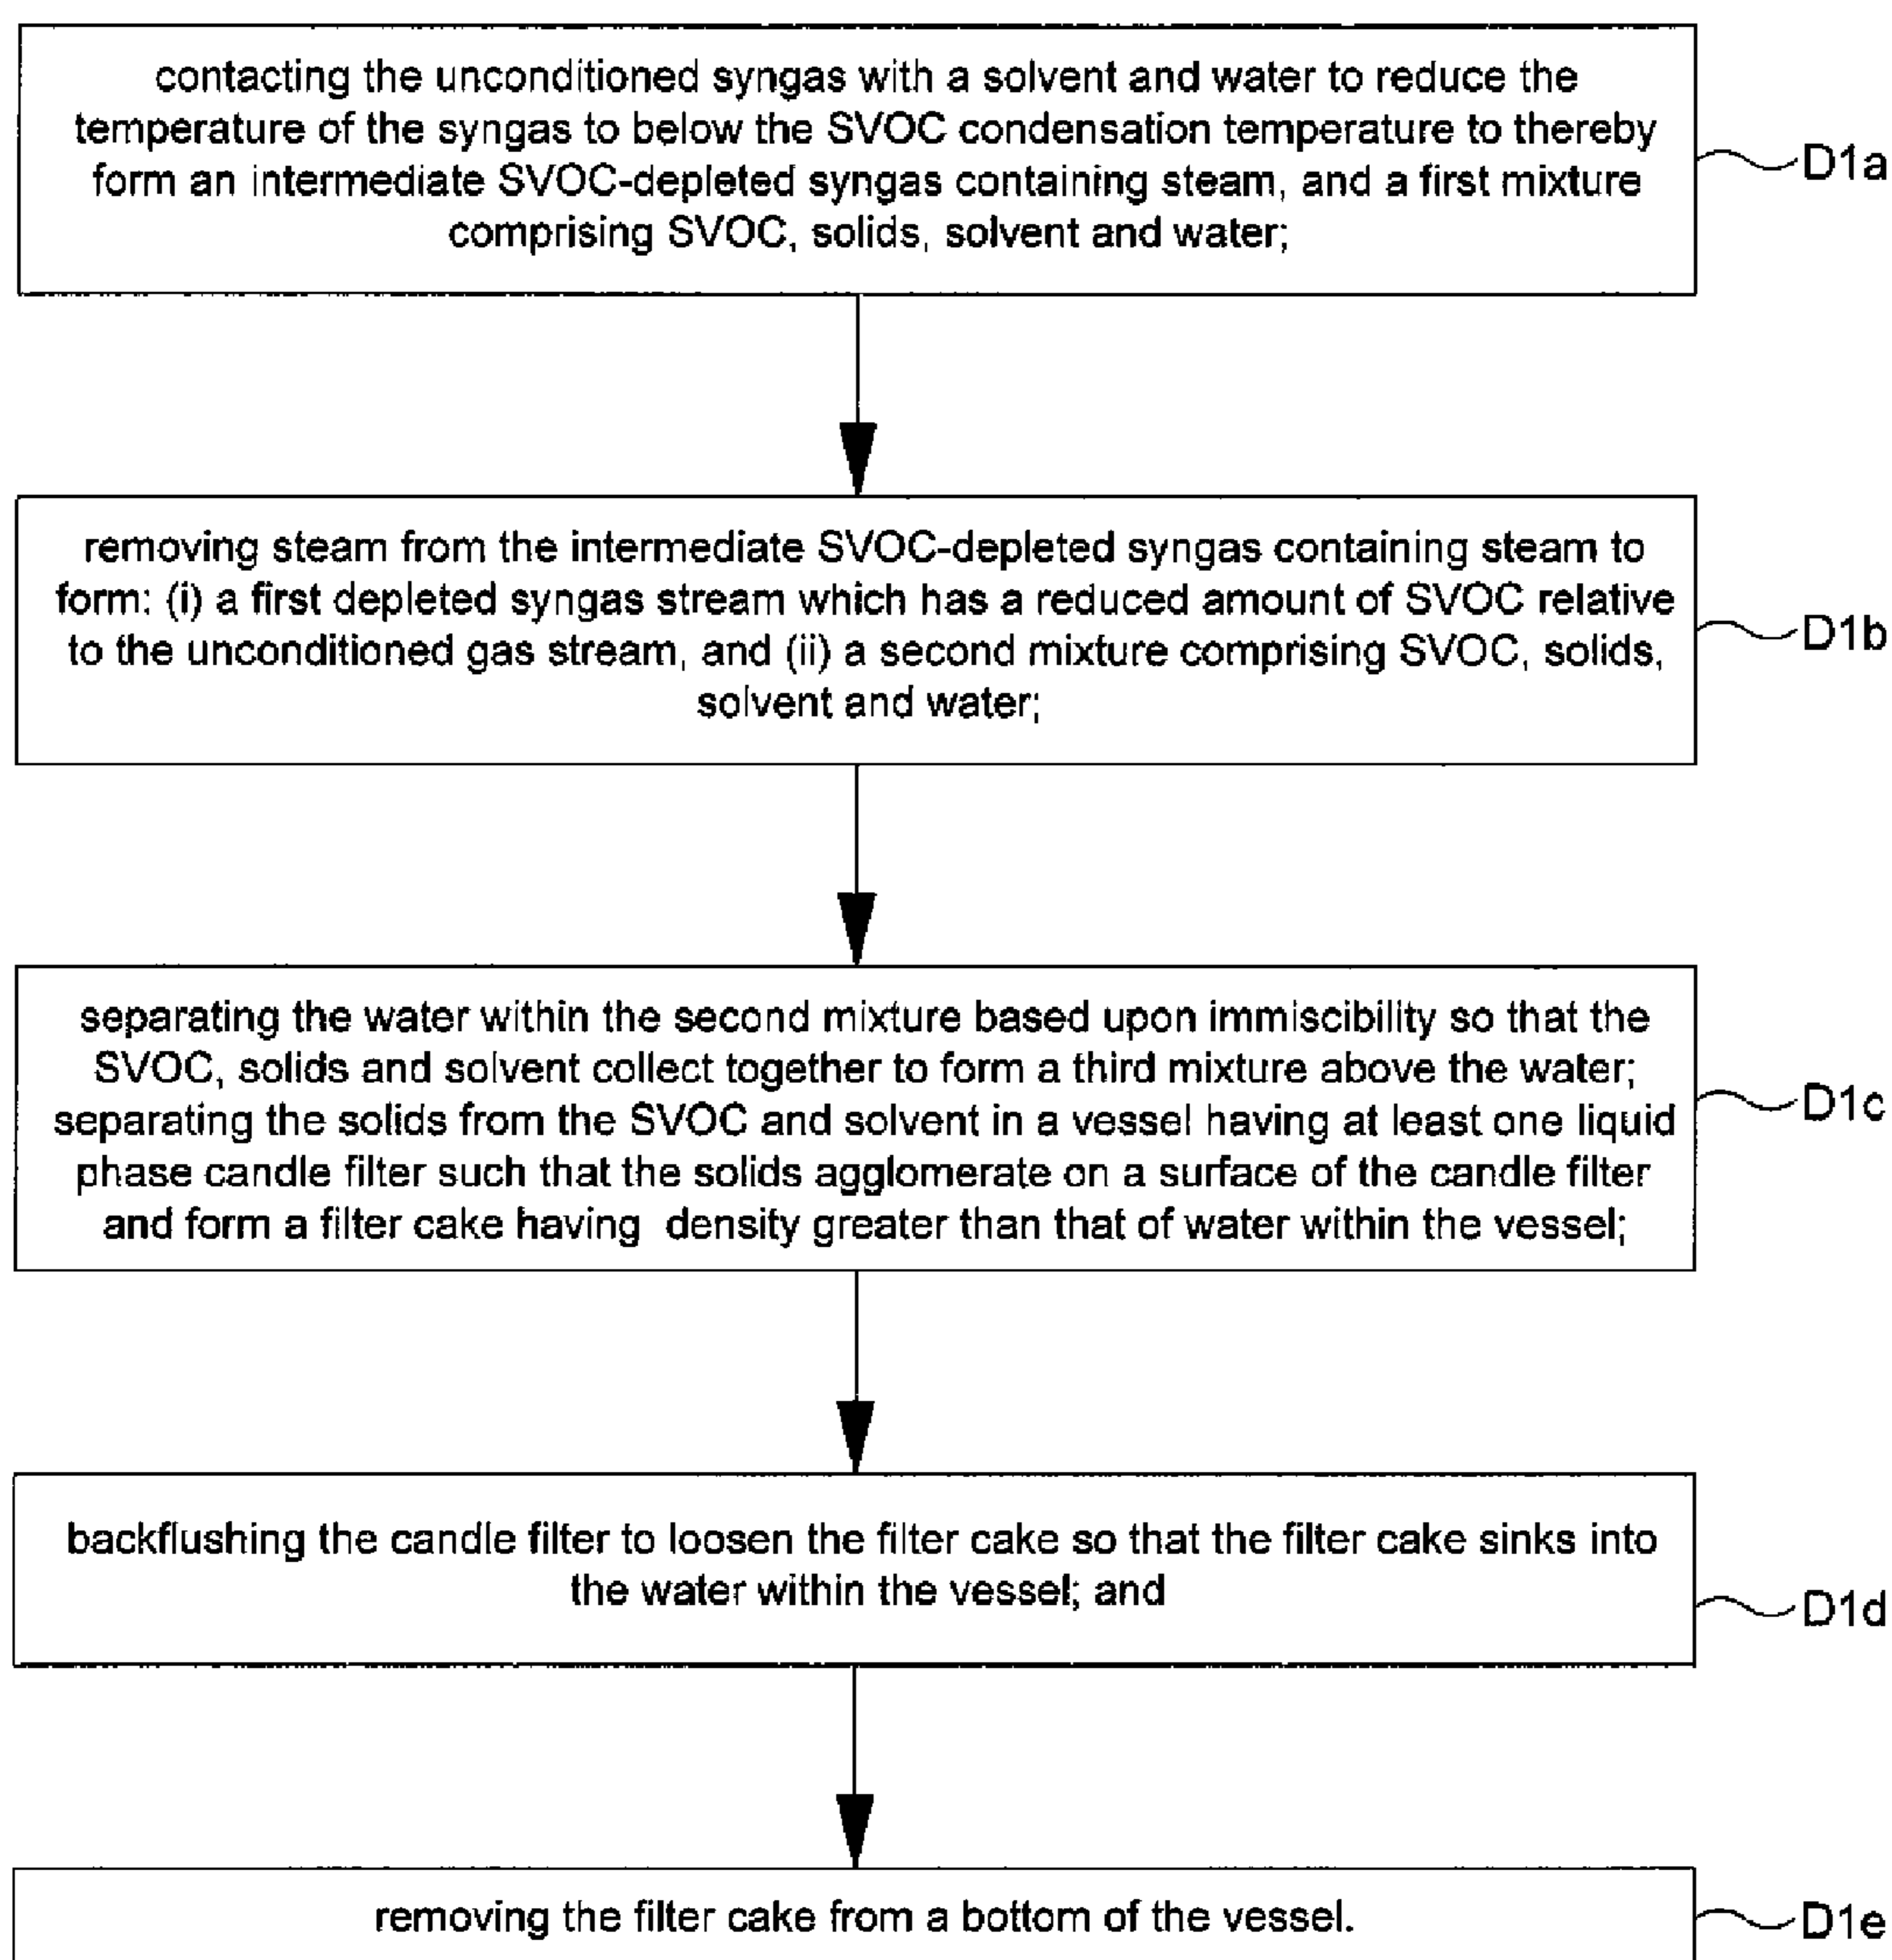 contacting the unconditioned syngas with a solvent and water to reduce the
temperature of the syngas to below the SVOC condensation temperature to thereby
form an intermediate SVOC-depleted syngas containing steam, and a first mixture
comprising SVOC, solids, solvent and water;
D1a
removing steam from the intermediate SVOC-depleted syngas containing steam to
form: (i) a first depleted syngas stream which has a reduced amount of SVOC relative
to the unconditioned gas stream, and (ii) a second mixture comprising SVOC, solids,
solvent and water;
D1b
separating the water within the second mixture based upon immiscibility so that the
SVOC, solids and solvent collect together to form a third mixture above the water;
separating the solids from the SVOC and solvent in a vessel having at least one liquid
phase candle filter such that the solids agglomerate on a surface of the candle filter
and form a filter cake having density greater than that of water within the vessel;
D1c
backflushing the candle filter to loosen the filter cake so that the filter cake sinks into
the water within the vessel; and
D1d
removing the filter cake from a bottom of the vessel.
D1e